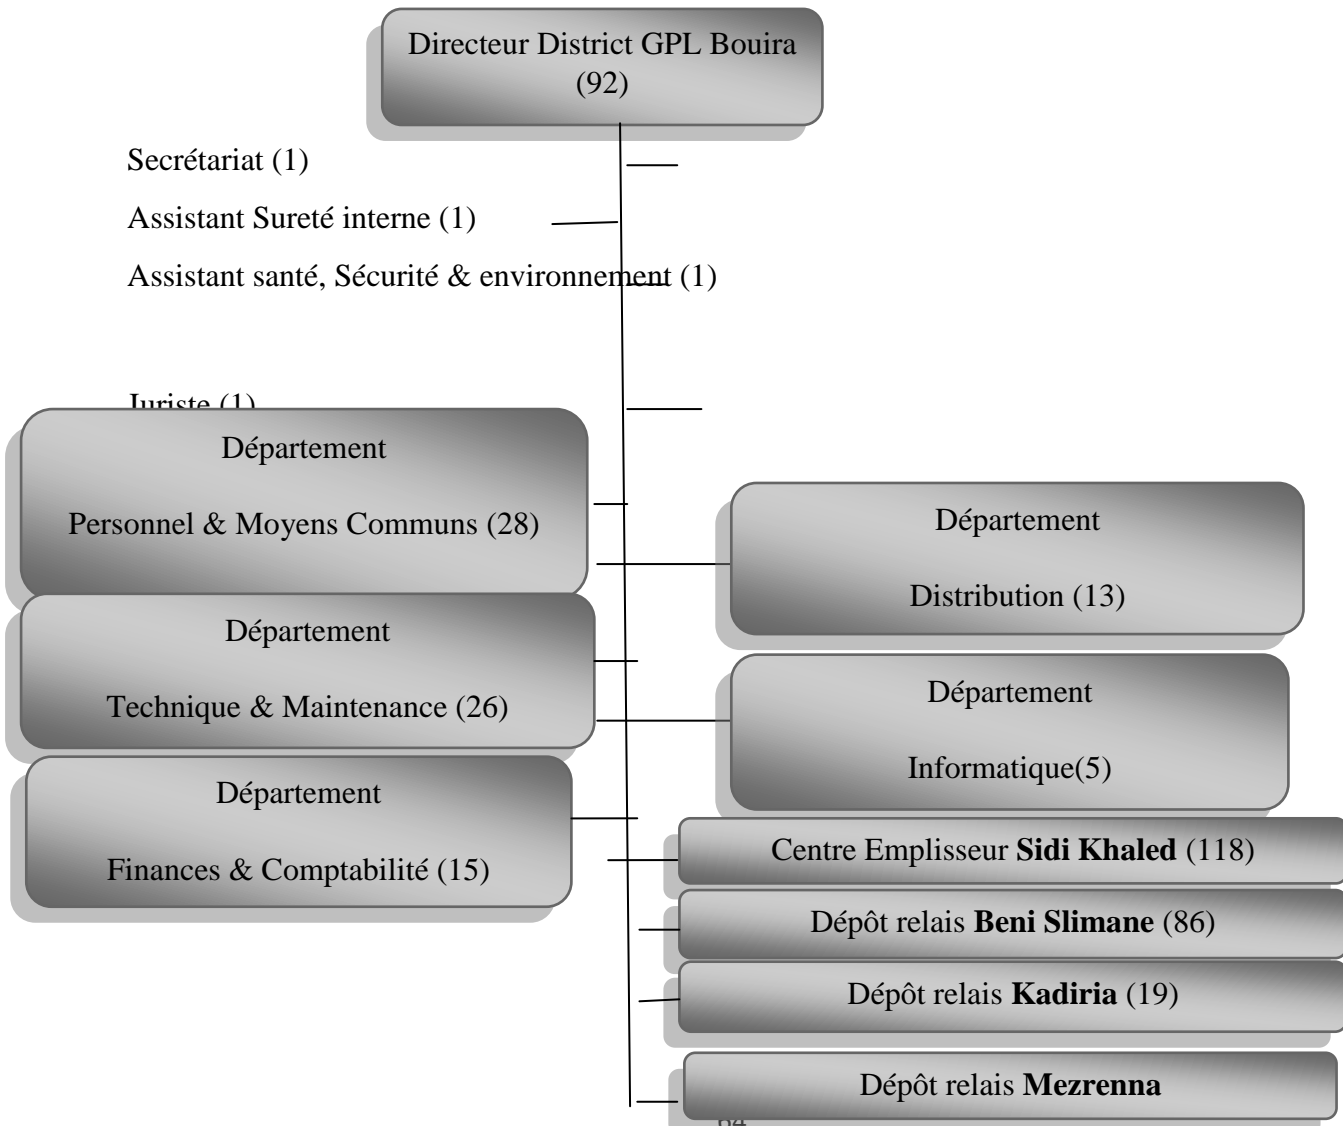 Directeur District GPL Bouira
(92)
Secrétariat (1)
Assistant Sureté interne (1)
Assistant santé, Sécurité & environnement (1)
Juriste (1)
Département
Personnel & Moyens Communs (28)
Département
Distribution (13)
Département
Technique & Maintenance (26)
Département
Informatique(5)
Département
Finances & Comptabilité (15)
Centre Emplisseur Sidi Khaled (118)
Dépôt relais Beni Slimane (86)
Dépôt relais Kadiria (19)
Dépôt relais Mezrenna
64